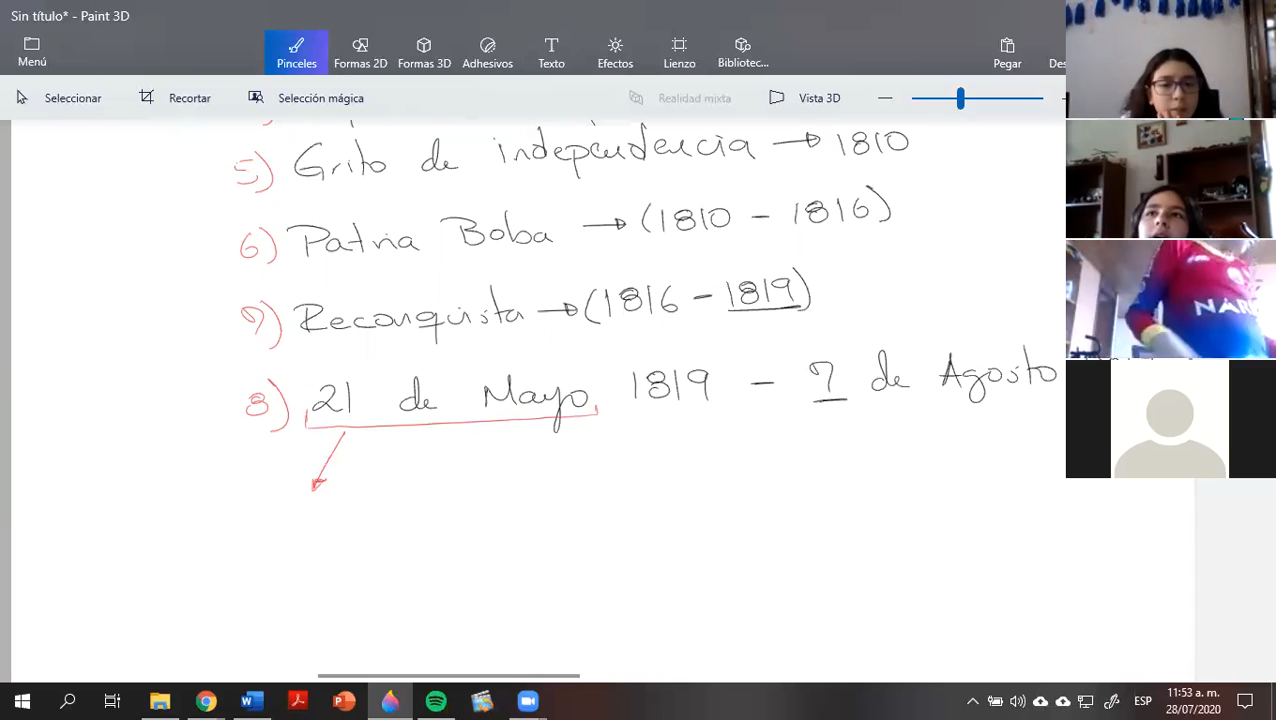 Sin título* - Paint 3D
Menú
Pinceles
Formas 2D
Formas 3D
Adhesivos
Texto
Efectos
Lienzo
Bibliotec...
Pegar
Des
Seleccionar
Recortar
Selección mágica
Realidad mixta
Vista 3D
5) Grito de independencia → 1810
6) Patria Boba → (1810 - 1816)
7) Reconquista → (1816 - 1819)
8) 21 de Mayo 1819 - 7 de Agosto
NAR
ESP
11:53 a. m.
28/07/2020